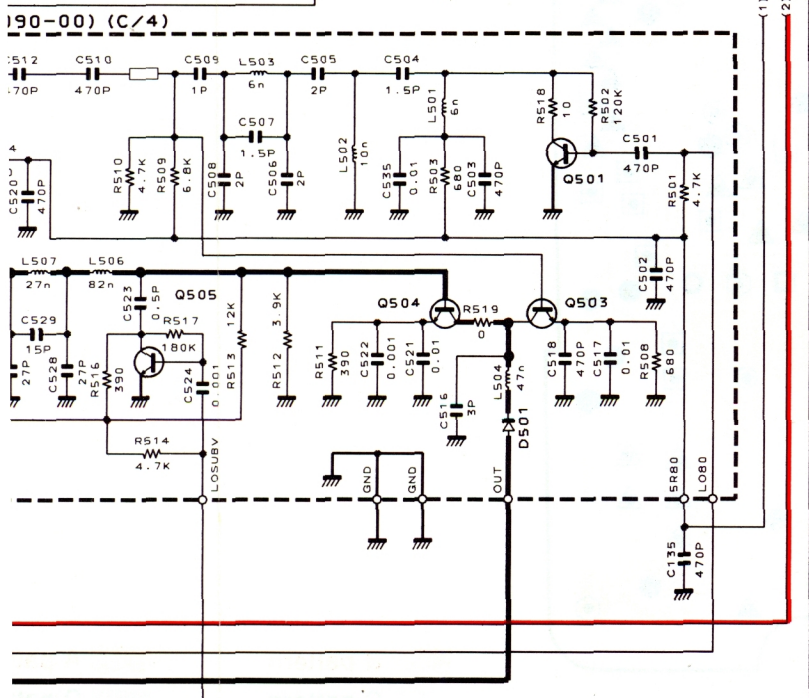 )90-00) (C/4)
(1)
(2)
C512
470P
C510
470P
C509
1P
L503
6n
C505
2P
C504
1.5P
C507
1.5P
L501
6n
R518
10
R502
120K
C501
470P
L502
10n
R510
4.7K
R509
6.8K
C508
2P
C506
2P
C535
0.01
R503
680
C503
470P
Q501
R501
4.7K
4
C520
470P
C502
470P
L507
27n
L506
82n
C523
0.5P
Q505
R517
180K
12K
R513
3.9K
R512
Q504
R519
0
Q503
C529
15P
27P
C528
27P
R516
390
C524
0.001
R511
390
C522
0.001
C521
0.01
L504
47n
C518
470P
C517
0.01
R508
680
C516
3P
D501
R514
4.7K
LOSUBV
GND
GND
OUT
5R80
LO80
C135
470P